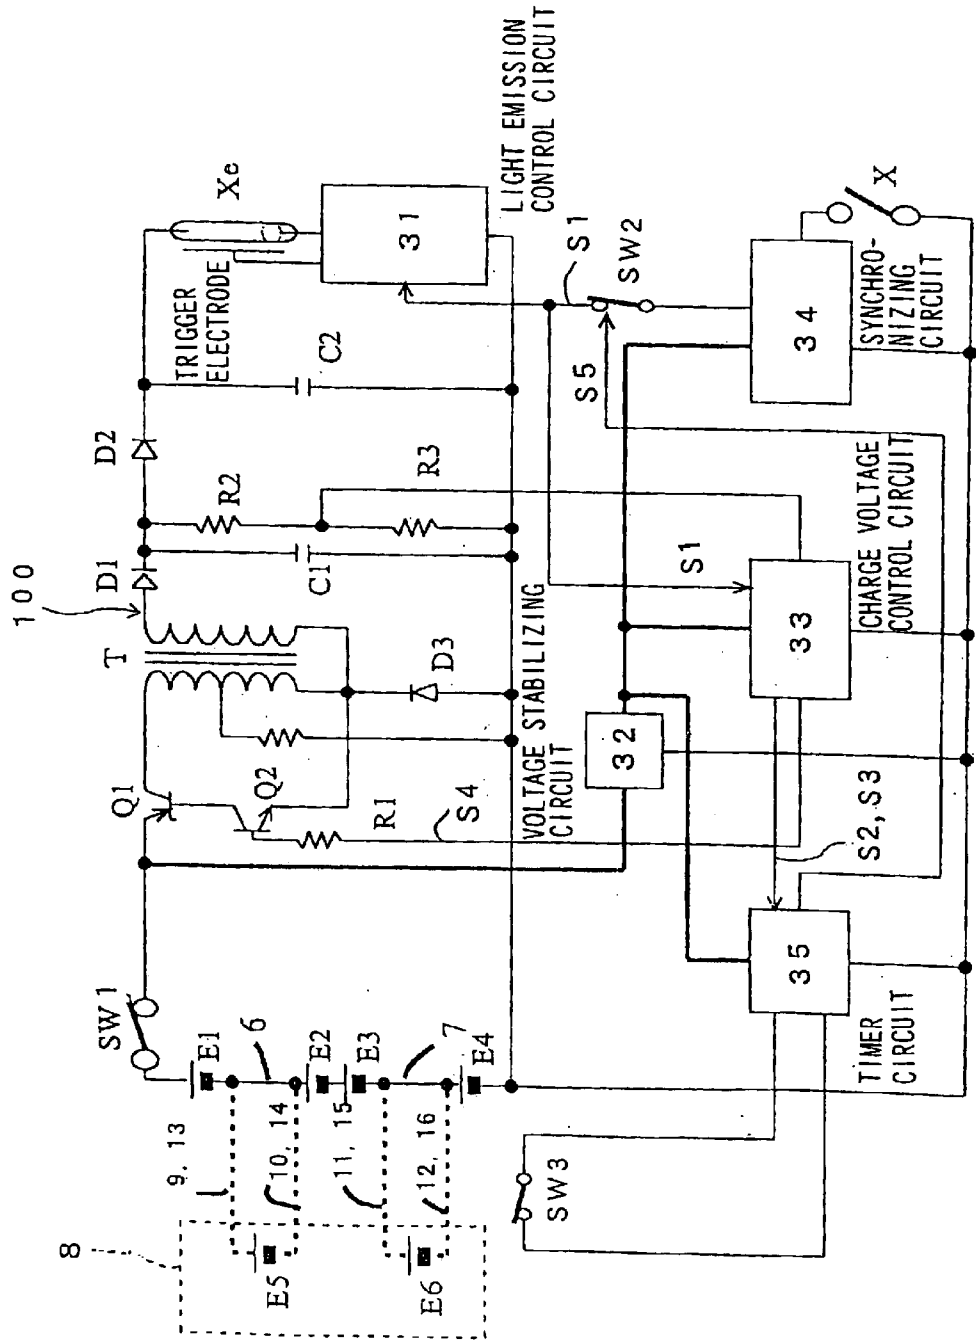 100
SW1
Q1
T
D1
D2
Xe
TRIGGER
ELECTRODE
R2
C1
R3
C2
31
LIGHT EMISSION
CONTROL CIRCUIT
E1
6
E2
E3
7
E4
9, 13
10, 14
11, 15
12, 16
8
E5
E6
Q2
R1
D3
S4
VOLTAGE STABILIZING
CIRCUIT
32
S1
SW2
S5
S1
SW3
35
TIMER
CIRCUIT
S2, S3
33
CHARGE VOLTAGE
CONTROL CIRCUIT
34
SYNCHRO-
NIZING
CIRCUIT
X